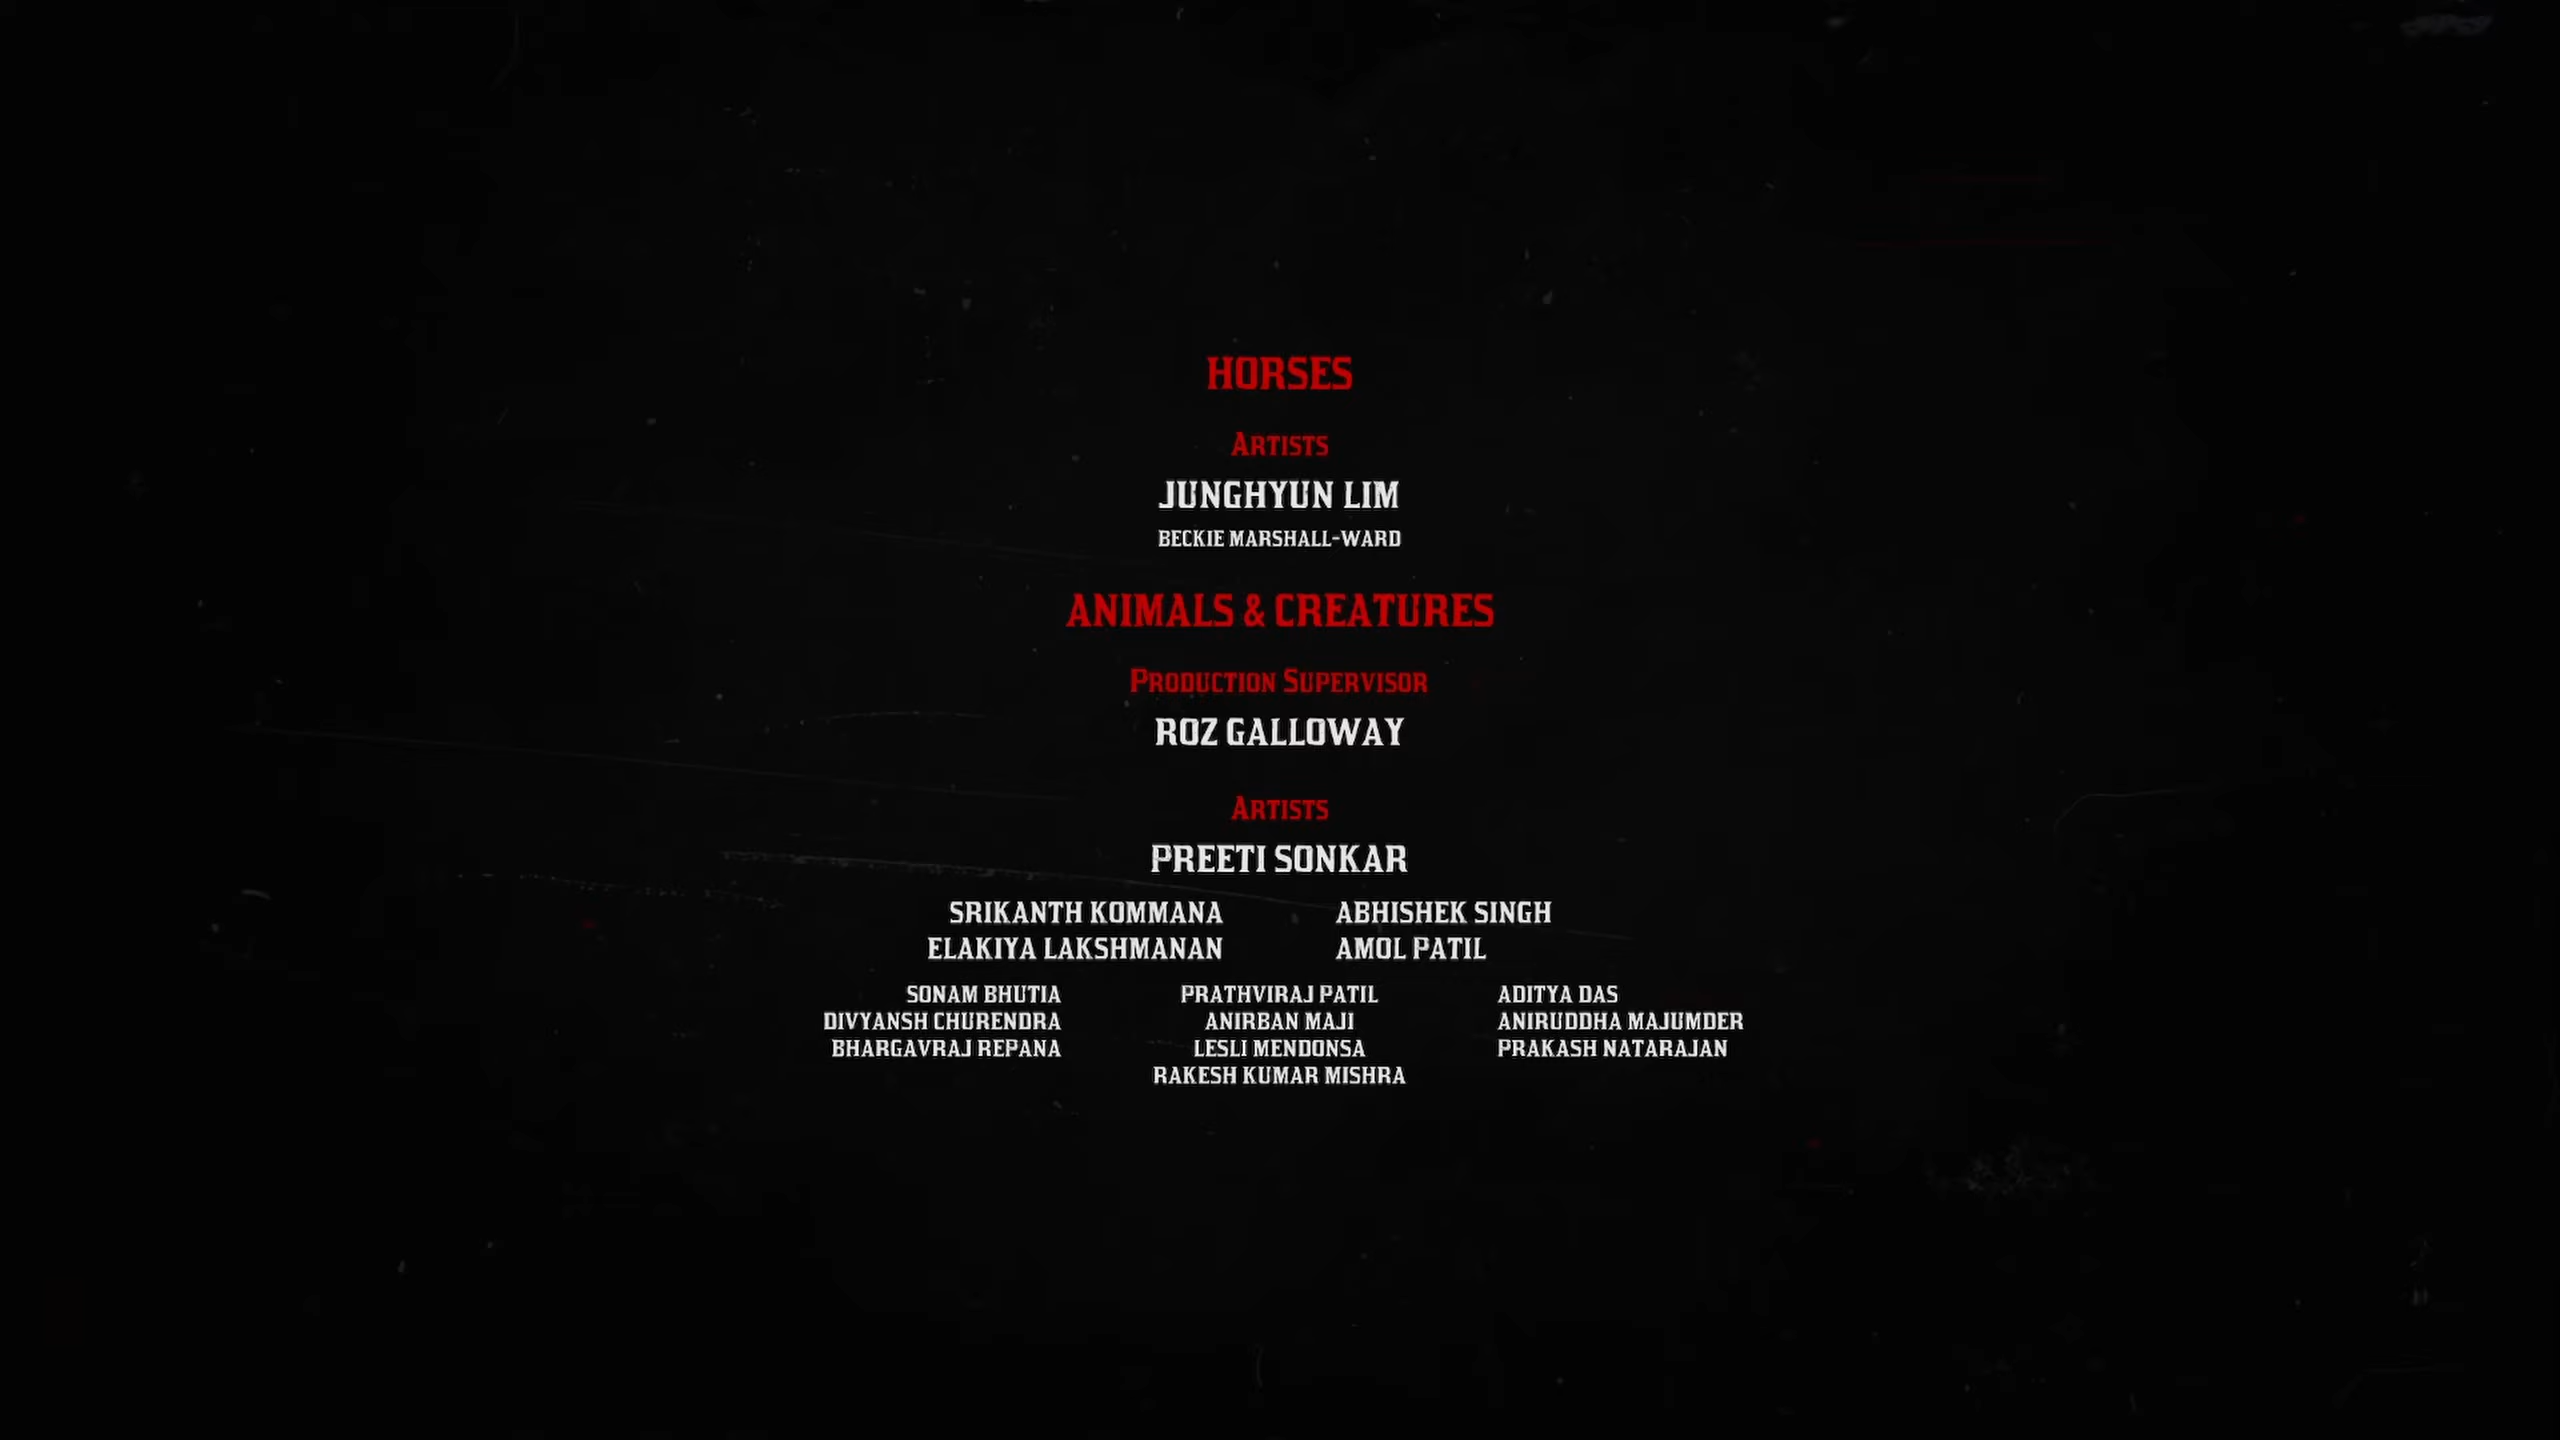 HORSES
ARTISTS
JUNGHYUN LIM
BECKIE MARSHALL-WARD
ANIMALS & CREATURES
PRODUCTION SUPERVISOR
ROZ GALLOWAY
ARTISTS
PREETI SONKAR
SRIKANTH KOMMANA ABHISHEK SINGH
ELAKIYA LAKSHMANAN AMOL PATIL
SONAM BHUTIA PRATHVIRAJ PATIL ADITYA DAS
DIVYANSH CHURENDRA ANIRBAN MAJI ANIRUDDHA MAJUMDER
BHARGAVRAJ REPANA LESLI MENDONSA PRAKASH NATARAJAN
RAKESH KUMAR MISHRA